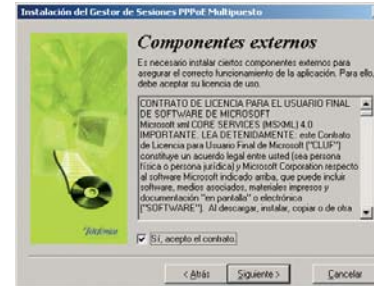 Instalación del Gestor de Sesiones PPPoE Multipuesto
Componentes externos
Es necesario instalar ciertos componentes externos para
asegurar el correcto funcionamiento de la aplicación. Para ello,
debe aceptar su licencia de uso.
CONTRATO DE LICENCIA PARA EL USUARIO FINAL
DE SOFTWARE DE MICROSOFT
Microsoft xml CORE SERVICES (MSXML) 4.0
IMPORTANTE. LEA DETENIDAMENTE: este Contrato
de Licencia para Usuario Final de Microsoft ("CLUF")
constituye un acuerdo legal entre usted (sea persona
física o persona jurídica) y Microsoft Corporation respecto
al software Microsoft indicado arriba, que puede incluir
software, medios asociados, materiales impresos y
documentación "en pantalla" o electrónica
("SOFTWARE"). Al descargar, instalar, copiar o de otra
Telefónica
Sí, acepto el contrato.
< Atrás
Siguiente >
Cancelar